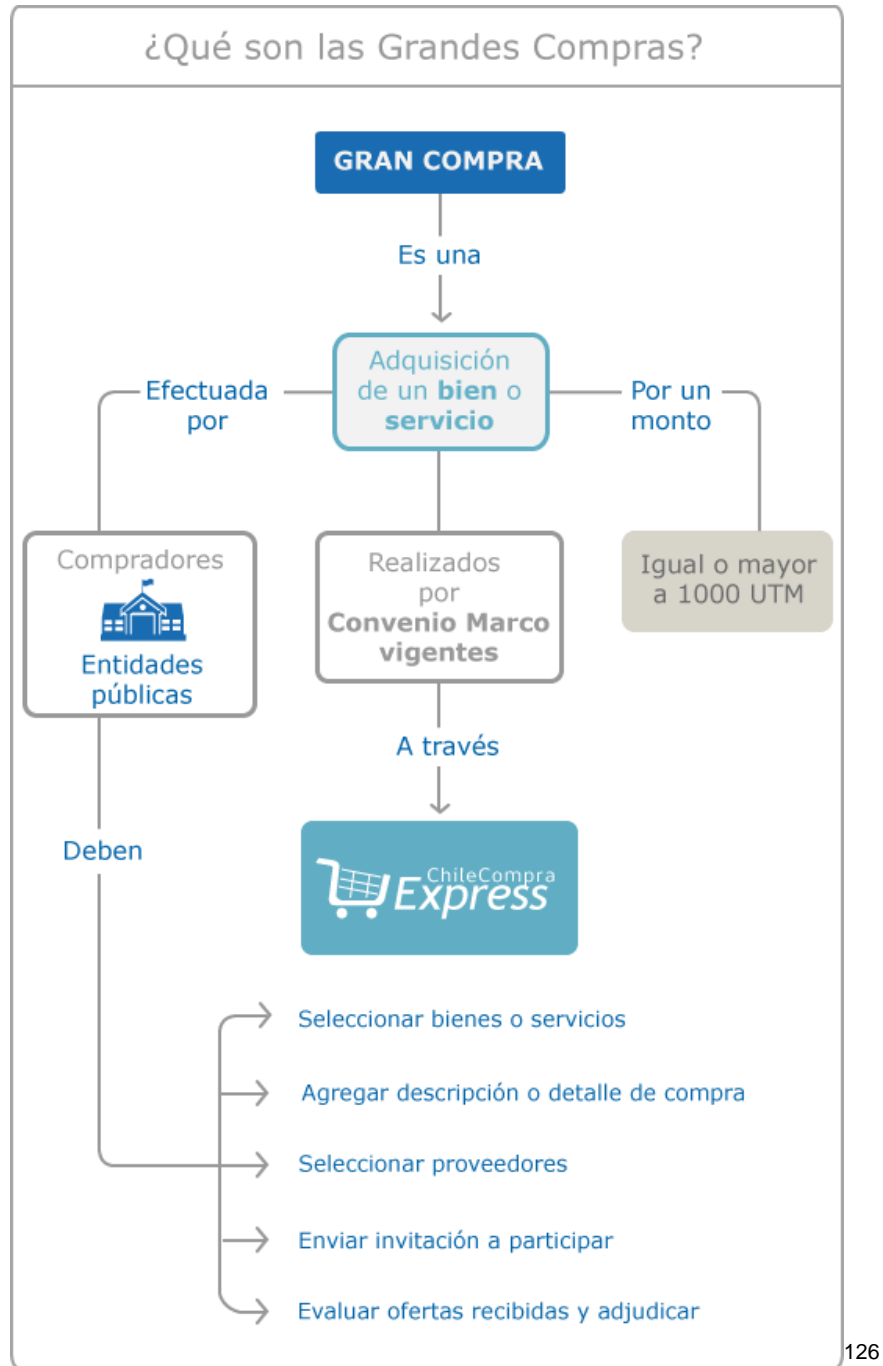 ¿Qué son las Grandes Compras?
GRAN COMPRA
Es una
Adquisición
de un bien o
servicio
Efectuada
por
Por un
monto
Compradores
Entidades
públicas
Realizados
por
Convenio Marco
vigentes
Igual o mayor
a 1000 UTM
A través
Deben
ChileCompra
Express
Seleccionar bienes o servicios
Agregar descripción o detalle de compra
Seleccionar proveedores
Enviar invitación a participar
Evaluar ofertas recibidas y adjudicar
126